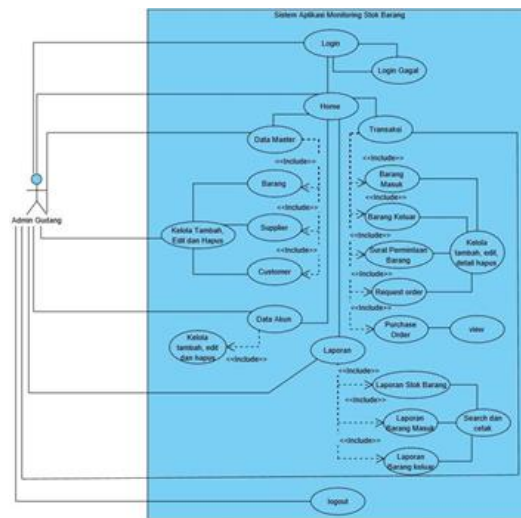 Sistem Aplikasi Monitoring Stok Barang
Login
Login Gagal
Home
Data Master
Transaksi
<<Include>>
<<Include>>
Barang
Barang
Masuk
<<Include>>
<<Include>>
Admin Gudang
Kelola Tambah,
Edit dan Hapus
Supplier
Barang Keluar
<<Include>>
<<Include>>
Surat Permintaan
Barang
Kelola
tambah, edit,
detail hapus,
Customer
<<Include>>
Request order
<<Include>>
Data Akun
Purchase
Order
view
Kelola
tambah, edit
dan hapus
<<Include>>
Laporan
<<Include>>
Laporan Stok Barang
<<Include>>
Laporan
Barang Masuk
Search dan
cetak
<<Include>>
Laporan
Barang keluar
logout